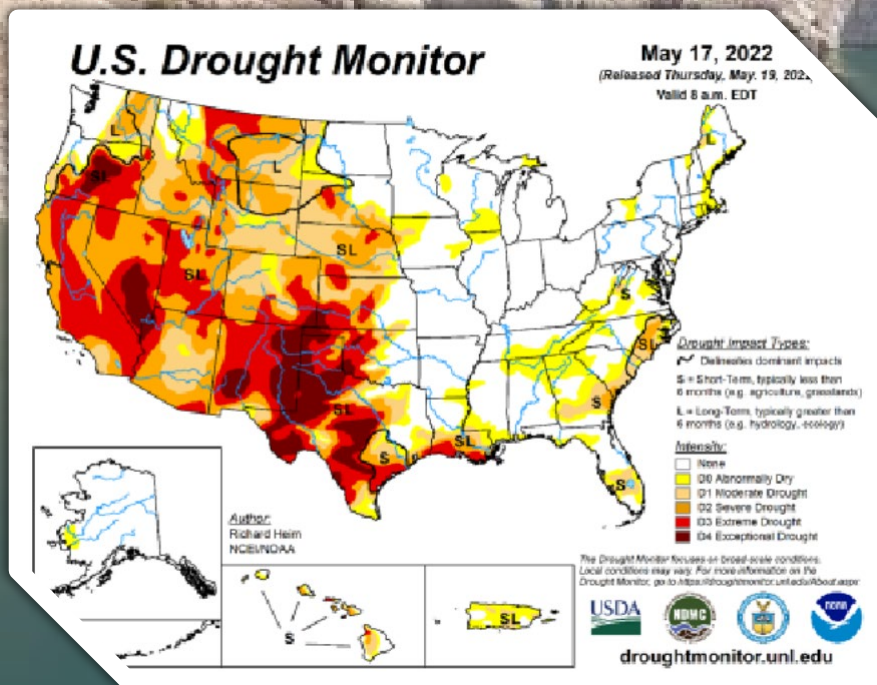 U.S. Drought Monitor
May 17, 2022
(Released Thursday, May. 19, 2022
Valid 8 a.m. EDT
L
SL
L
SL
SL
S
SL
L
SL
S
SL
S
S
Drought Impact Types:
Delineates dominant impacts
S = Short-Term, typically less than
6 months (e.g. agriculture, grasslands)
L = Long-Term, typically greater than
6 months (e.g. hydrology, ecology)
Intensity:
None
D0 Abnormally Dry
D1 Moderate Drought
D2 Severe Drought
D3 Extreme Drought
D4 Exceptional Drought
Author:
Richard Heim
NCEI/NOAA
S
SL
The Drought Monitor focuses on broad-scale conditions.
Local conditions may vary. For more information on the
Drought Monitor, go to https://droughtmonitor.unl.edu/About.aspx
USDA
NDMC
NOAA
droughtmonitor.unl.edu